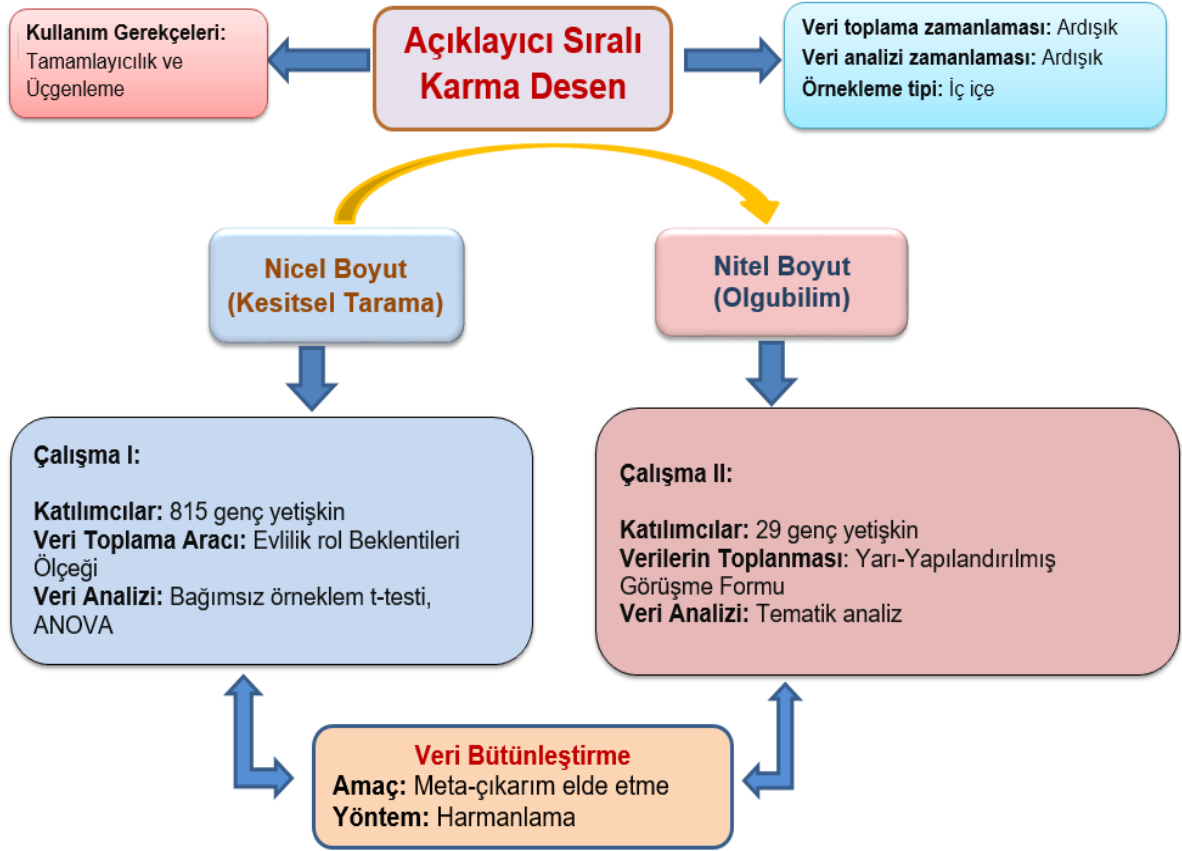 Kullanım Gerekçeleri:
Tamamlayıcılık ve
Üçgenleme
Açıklayıcı Sıralı
Karma Desen
Veri toplama zamanlaması: Ardışık
Veri analizi zamanlaması: Ardışık
Örnekleme tipi: İç içe
Nicel Boyut
(Kesitsel Tarama)
Nitel Boyut
(Olgubilim)
Çalışma I:
Katılımcılar: 815 genç yetişkin
Veri Toplama Aracı: Evlilik rol Beklentileri
Ölçeği
Veri Analizi: Bağımsız örneklem t-testi,
ANOVA
Çalışma II:
Katılımcılar: 29 genç yetişkin
Verilerin Toplanması: Yarı-Yapılandırılmış
Görüşme Formu
Veri Analizi: Tematik analiz
Veri Bütünleştirme
Amaç: Meta-çıkarım elde etme
Yöntem: Harmanlama